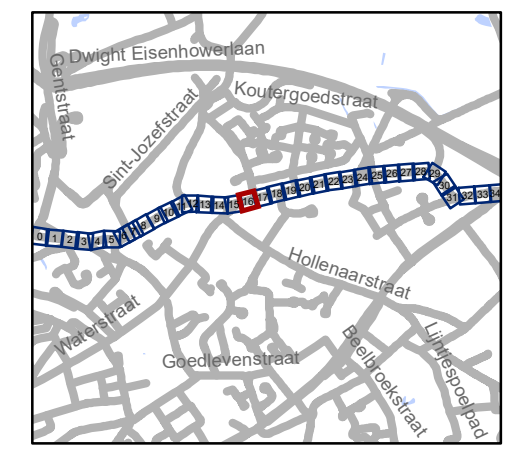 Dwight Eisenhowerlaan
Gentstraat
Koutergoedstraat
Sint-Jozefstraat
0 1 2 3 4 5 6 7 8 9 10 11 12 13 14 15 16 17 18 19 20 21 22 23 24 25 26 27 28 29 30 31 32 33 34
Hollenaarstraat
Waterstraat
Goedlevenstraat
Beelbroekstraat
Lijntjespoelpad